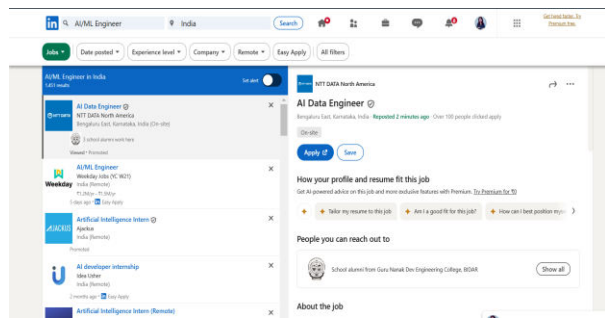 in AI/ML Engineer India Search
Get hired faster. Try
Premium free.
Jobs Date posted Experience level Company Remote Easy Apply All filters
AI/ML Engineer in India
Set alert
AI Data Engineer
NTT DATA North America
Bengaluru East, Karnataka, India (On-site)
3 school alumni work here
Viewed · Promoted
AI/ML Engineer
Weekday Jobs (YC W21)
Weekday
India (Remote)
3 days ago · Easy Apply
Artificial Intelligence Intern
AJACKUS
Ajackus
India (Remote)
Promoted
AI developer internship
Idea Usher
India (Remote)
2 months ago · Easy Apply
Artificial Intelligence Intern (Remote)
NTT DATA North America
AI Data Engineer
Bengaluru East, Karnataka, India · Reposted 2 minutes ago · Over 100 people clicked apply
On-site
Apply Save
How your profile and resume fit this job
Get AI-powered advice on this job and more exclusive features with Premium. Try Premium for ₹0
Tailor my resume to this job Am I a good fit for this job? How can I best position
People you can reach out to
School alumni from Guru Nanak Dev Engineering College, BIDAR Show all
About the job